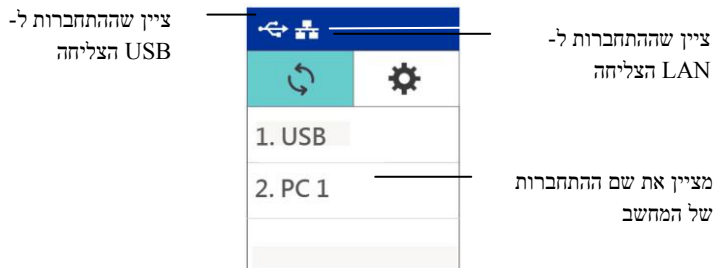 ציין שההתחברות ל-
USB הצליחה
ציין שההתחברות ל-
LAN הצליחה
1. USB
2. PC 1
מציין את שם ההתחברות
של המחשב